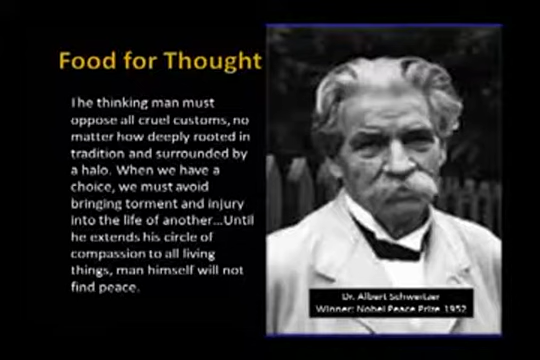 Food for Thought
The thinking man must
oppose all cruel customs, no
matter how deeply rooted in
tradition and surrounded by
a halo. When we have a
choice, we must avoid
bringing torment and injury
into the life of another...Until
he extends his circle of
compassion to all living
things, man himself will not
find peace.
Dr. Albert Schweitzer
Winner: Nobel Peace Prize 1952